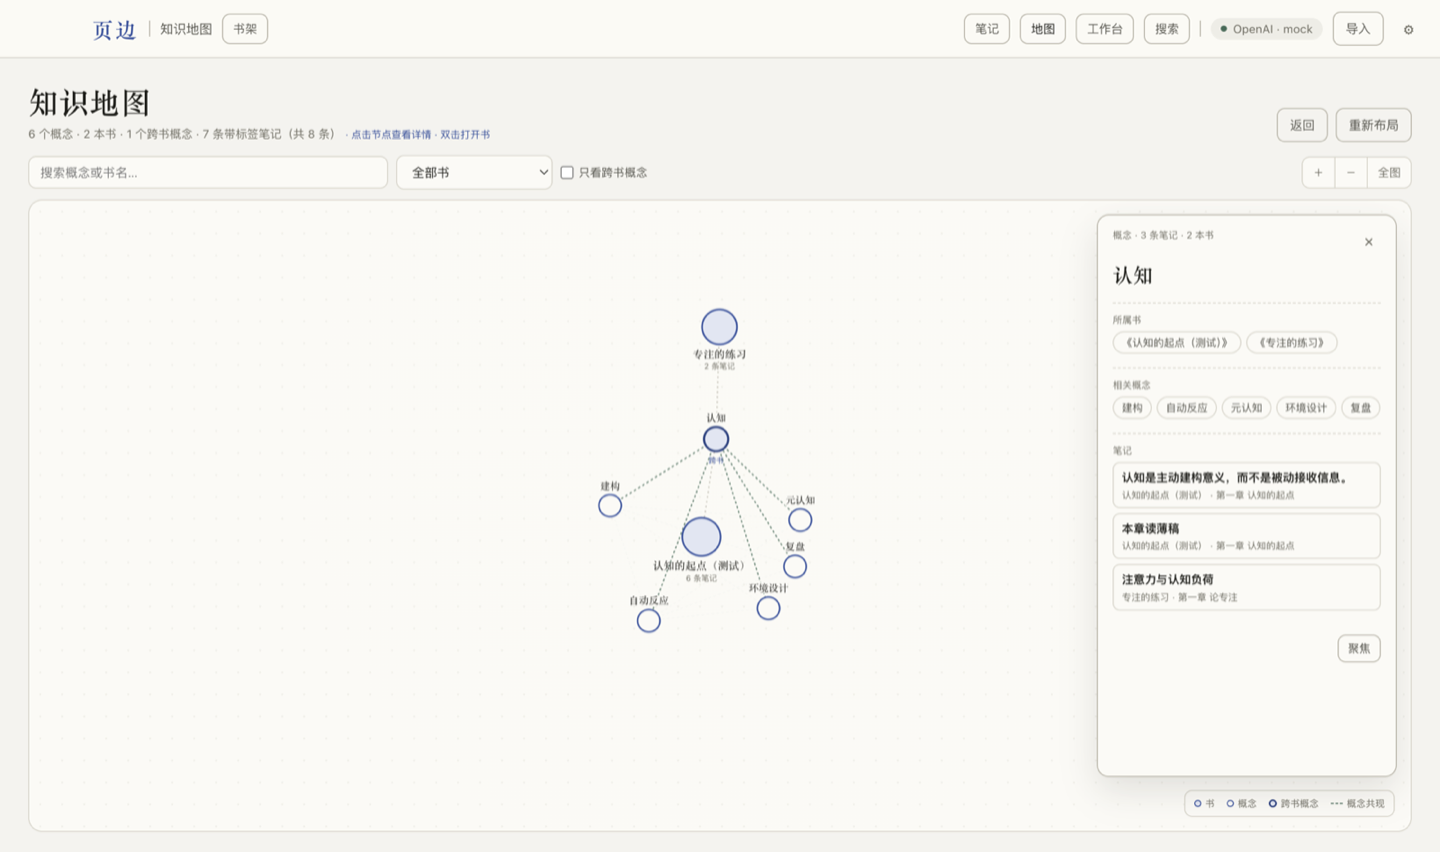 页边 知识地图 书架 笔记 地图 工作台 搜索 OpenAI · mock 导入
知识地图
6 个概念 · 2 本书 · 1 个跨书概念 · 7 条带标签笔记（共 8 条） · 点击节点查看详情 · 双击打开书
返回 重新布局
搜索概念或书名... 全部书 只看跨书概念 + − 全图
专注的练习
2 条笔记
认知
跨书
建构
元认知
复盘
认知的起点（测试）
6 条笔记
环境设计
自动反应
概念 · 3 条笔记 · 2 本书 ×
认知
所属书
《认知的起点（测试）》 《专注的练习》
相关概念
建构 自动反应 元认知 环境设计 复盘
笔记
认知是主动建构意义，而不是被动接收信息。
认知的起点（测试） · 第一章 认知的起点
本章读薄稿
认知的起点（测试） · 第一章 认知的起点
注意力与认知负荷
专注的练习 · 第一章 论专注
聚焦
书 概念 跨书概念 概念共现